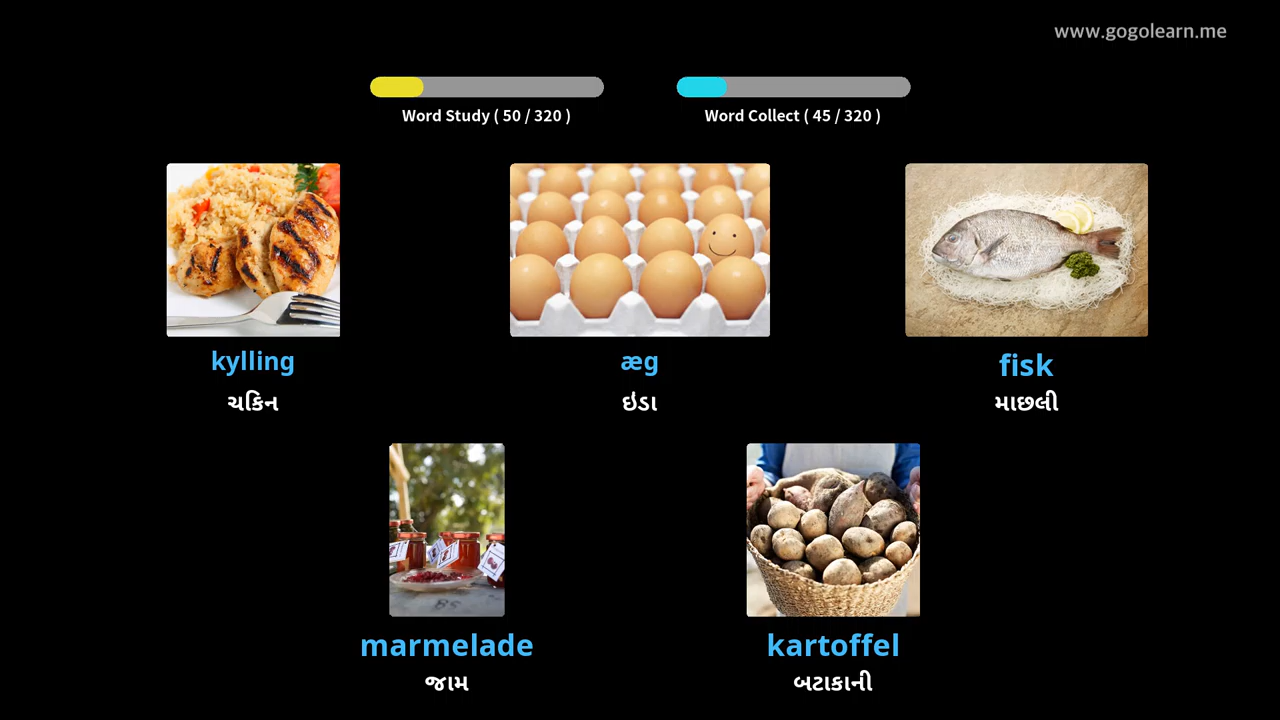 www.gogolearn.me
Word Study ( 50 / 320 )
Word Collect ( 45 / 320 )
kylling
ચકિન
æg
ઇંડા
fisk
માછલી
marmelade
જામ
kartoffel
બટાકાની